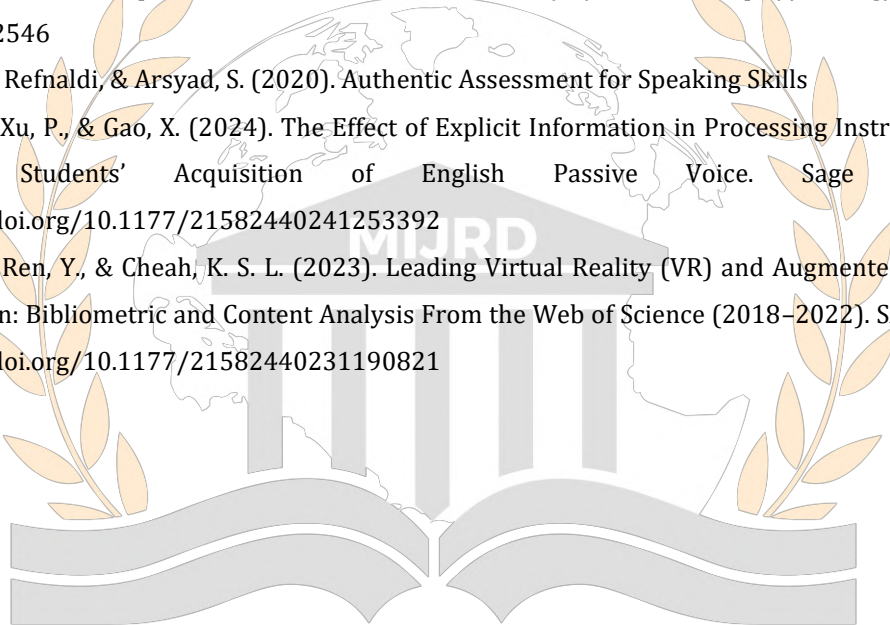 2546
Refnaldi, & Arsyad, S. (2020). Authentic Assessment for Speaking Skills
Xu, P., & Gao, X. (2024). The Effect of Explicit Information in Processing Instr
Students' Acquisition of English Passive Voice. Sage
doi.org/10.1177/21582440241253392
MIJRD
Ren, Y., & Cheah, K. S. L. (2023). Leading Virtual Reality (VR) and Augmente
n: Bibliometric and Content Analysis From the Web of Science (2018–2022). S
doi.org/10.1177/21582440231190821